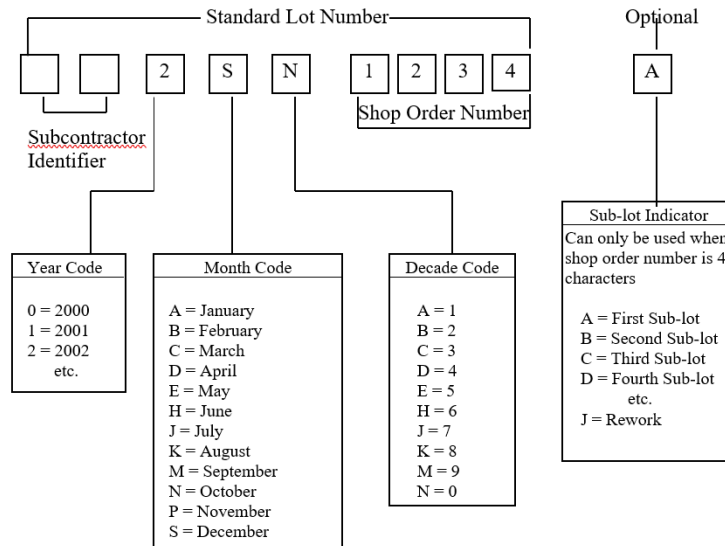 Standard Lot Number
Optional
2 S N 1 2 3 4 A
Shop Order Number
Subcontractor
Identifier
Year Code
0 = 2000
1 = 2001
2 = 2002
etc.
Month Code
A = January
B = February
C = March
D = April
E = May
H = June
J = July
K = August
M = September
N = October
P = November
S = December
Decade Code
A = 1
B = 2
C = 3
D = 4
E = 5
H = 6
J = 7
K = 8
M = 9
N = 0
Sub-lot Indicator
Can only be used when
shop order number is 4
characters
A = First Sub-lot
B = Second Sub-lot
C = Third Sub-lot
D = Fourth Sub-lot
etc.
J = Rework